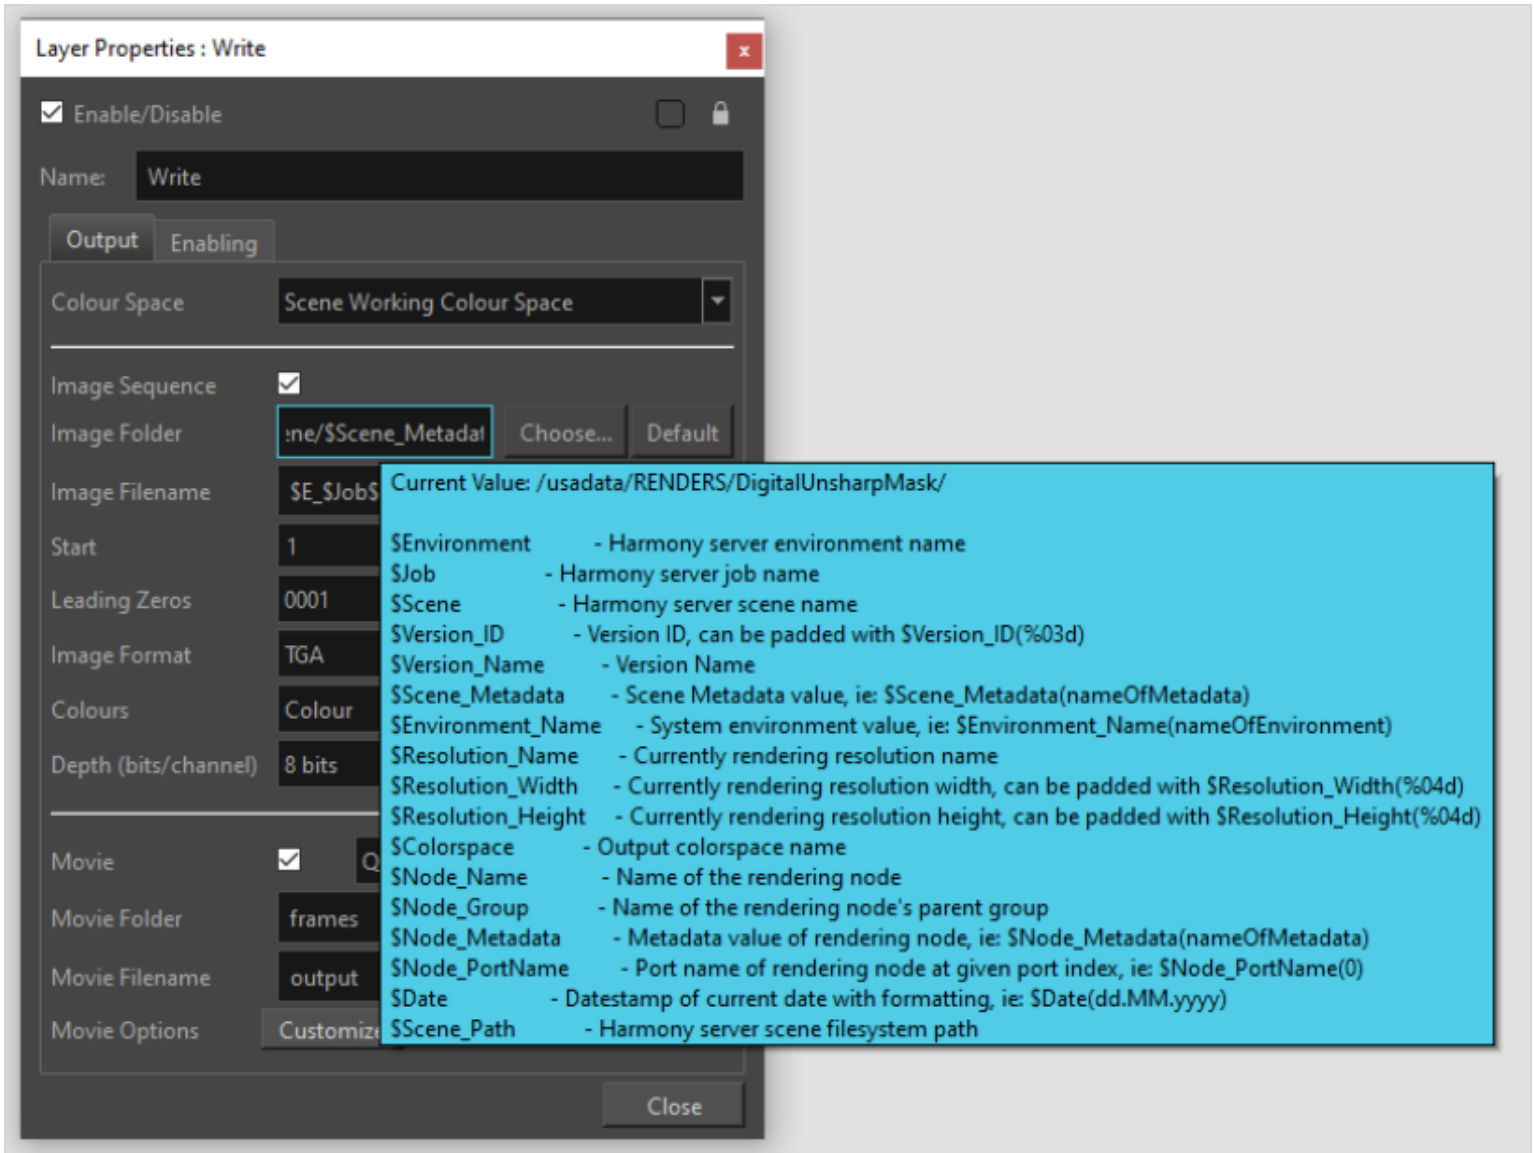 Layer Properties : Write
x
Enable/Disable
Name: Write
Output Enabling
Colour Space Scene Working Colour Space
Image Sequence
Image Folder ene/$Scene_Metadat Choose... Default
Image Filename $E_$Job$
Start 1
Leading Zeros 0001
Image Format TGA
Colours Colour
Depth (bits/channel) 8 bits
Movie Q
Movie Folder frames
Movie Filename output
Movie Options Customize
Close
Current Value: /usadata/RENDERS/DigitalUnsharpMask/
$Environment - Harmony server environment name
$Job - Harmony server job name
$Scene - Harmony server scene name
$Version_ID - Version ID, can be padded with $Version_ID(%03d)
$Version_Name - Version Name
$Scene_Metadata - Scene Metadata value, ie: $Scene_Metadata(nameOfMetadata)
$Environment_Name - System environment value, ie: $Environment_Name(nameOfEnvironment)
$Resolution_Name - Currently rendering resolution name
$Resolution_Width - Currently rendering resolution width, can be padded with $Resolution_Width(%04d)
$Resolution_Height - Currently rendering resolution height, can be padded with $Resolution_Height(%04d)
$Colorspace - Output colorspace name
$Node_Name - Name of the rendering node
$Node_Group - Name of the rendering node's parent group
$Node_Metadata - Metadata value of rendering node, ie: $Node_Metadata(nameOfMetadata)
$Node_PortName - Port name of rendering node at given port index, ie: $Node_PortName(0)
$Date - Datestamp of current date with formatting, ie: $Date(dd.MM.yyyy)
$Scene_Path - Harmony server scene filesystem path